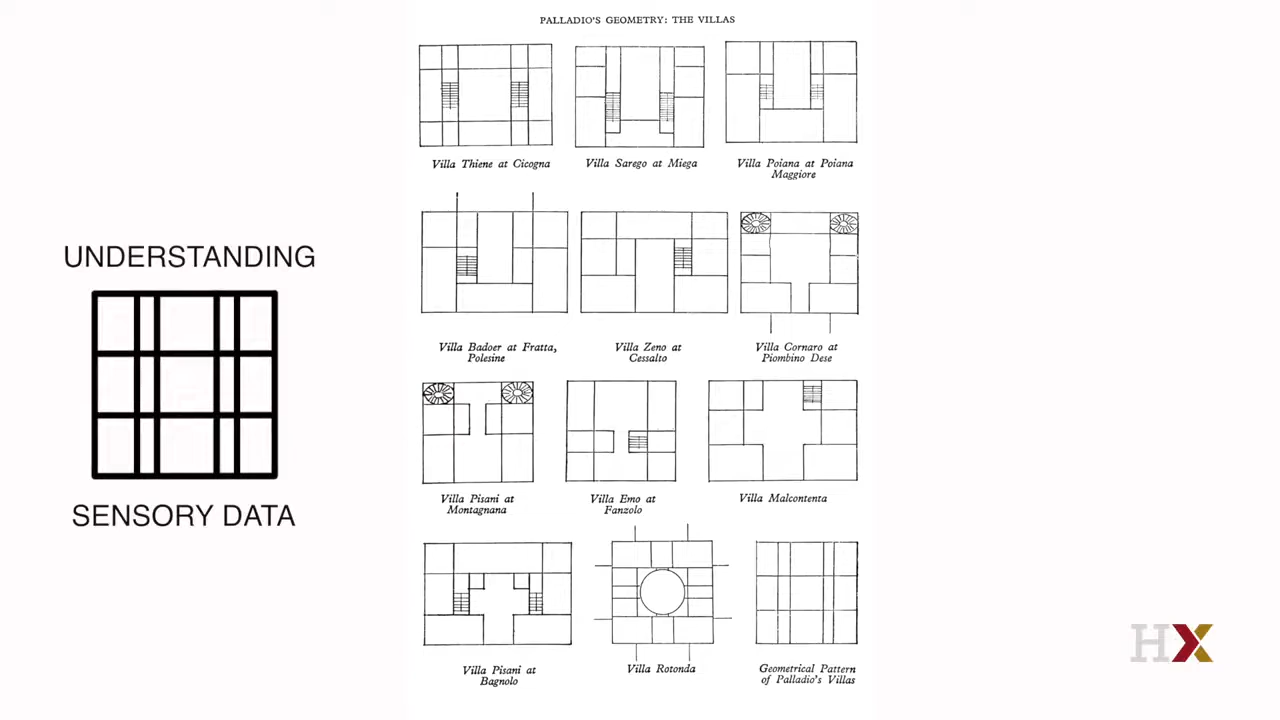 PALLADIO'S GEOMETRY: THE VILLAS
Villa Thiene at Cicogna
Villa Sarego at Miega
Villa Poiana at Poiana
Maggiore
UNDERSTANDING
SENSORY DATA
Villa Badoer at Fratta,
Polesine
Villa Zeno at
Cessalto
Villa Cornaro at
Piombino Dese
Villa Pisani at
Montagnana
Villa Emo at
Fanzolo
Villa Malcontenta
Villa Pisani at
Bagnolo
Villa Rotonda
Geometrical Pattern
of Palladio's Villas
HX